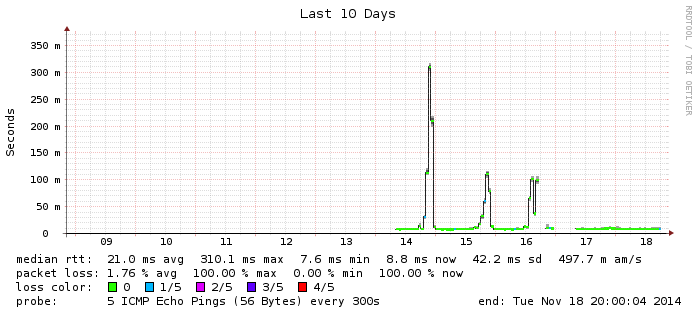 Last 10 Days
RRDTOOL / TOBI OETIKER
Seconds
350 m
300 m
250 m
200 m
150 m
100 m
50 m
0
09 10 11 12 13 14 15 16 17 18
median rtt: 21.0 ms avg 310.1 ms max 7.6 ms min 8.8 ms now 42.2 ms sd 497.7 m am/s
packet loss: 1.76 % avg 100.00 % max 0.00 % min 100.00 % now
loss color: 0 1/5 2/5 3/5 4/5
probe: 5 ICMP Echo Pings (56 Bytes) every 300s end: Tue Nov 18 20:00:04 2014